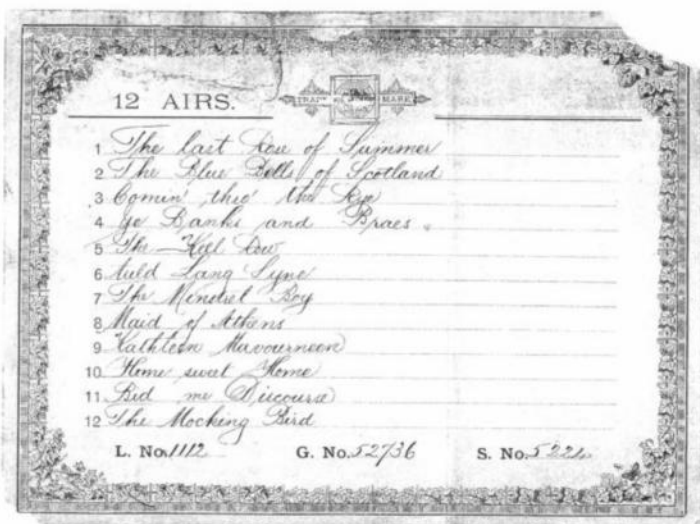 12 AIRS.
TRADE MARK
1 The last Rose of Summer
2 The Blue Bells of Scotland
3 Comin' thro' the Rye
4 Ye Banks and Braes.
5 The Keel Row
6 Auld Lang Syne
7 The Minstrel Boy
8 Maid of Athens
9 Kathleen Mavourneen
10 Home sweet Home
11 Bid me Discourse
12 The Mocking Bird
L. No. 1112 G. No. 52736 S. No.